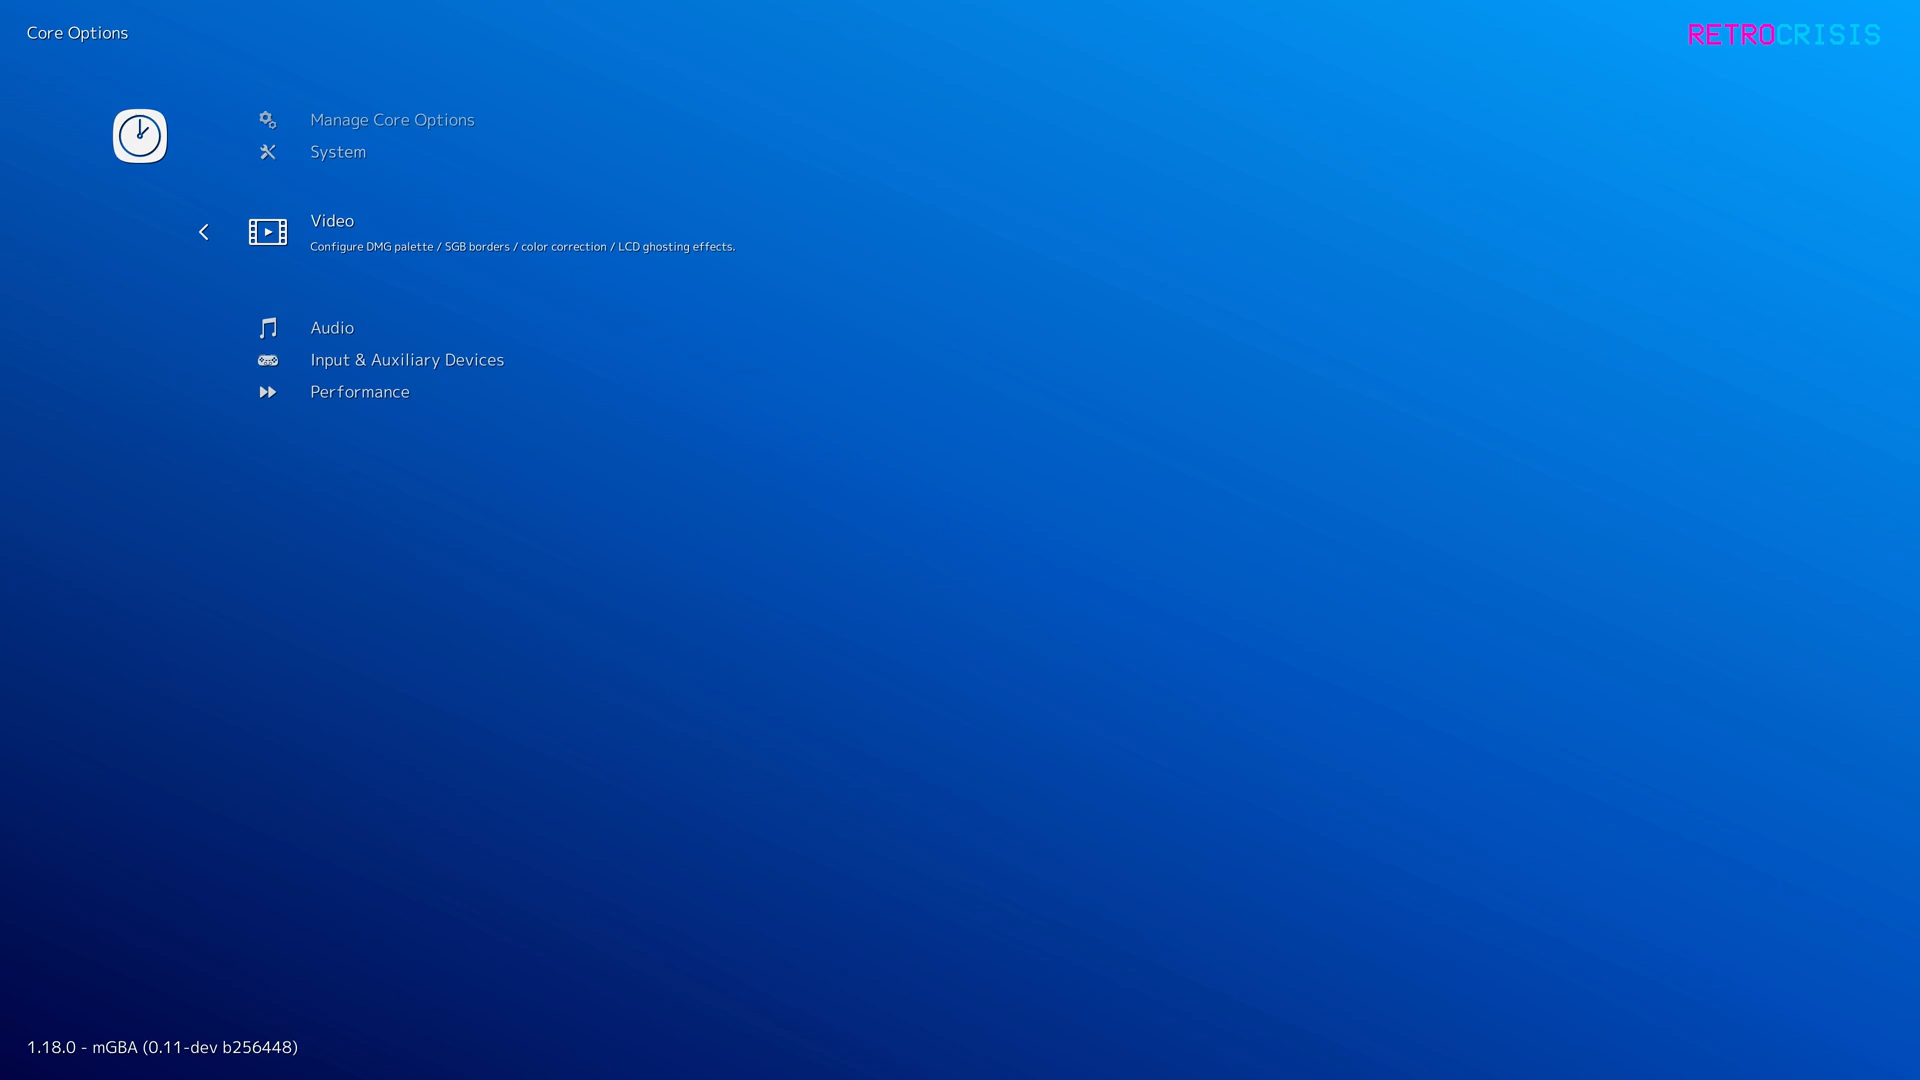 Core Options
RETROCRISIS
Manage Core Options
System
Video
Configure DMG palette / SGB borders / color correction / LCD ghosting effects.
Audio
Input & Auxiliary Devices
Performance
1.18.0 - mGBA (0.11-dev b256448)